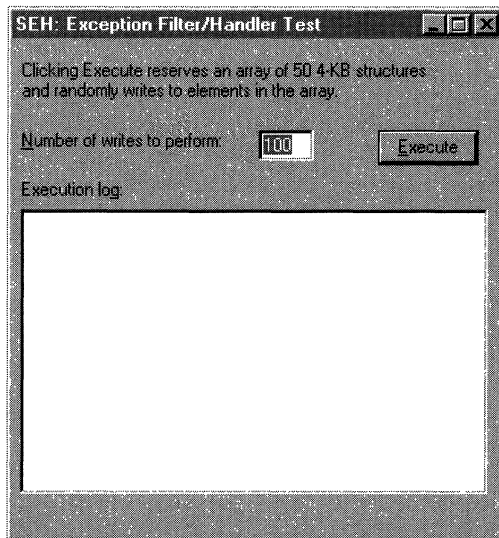 SEH: Exception Filter/Handler Test
Clicking Execute reserves an array of 50 4-KB structures
and randomly writes to elements in the array.
Number of writes to perform: 100 Execute
Execution log: